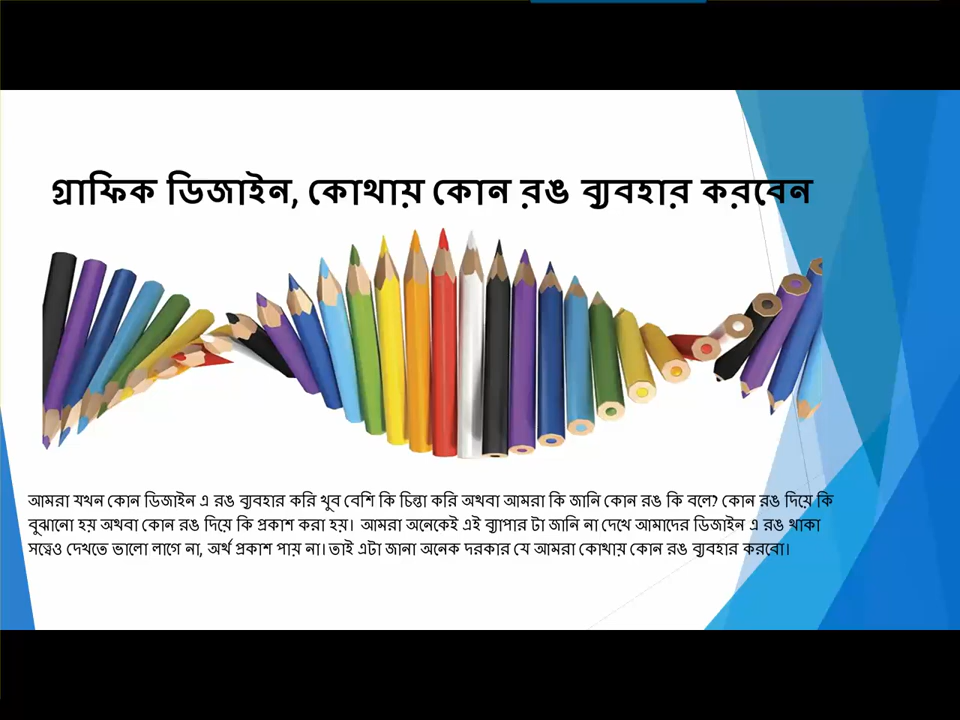 গ্রাফিক ডিজাইন, কোথায় কোন রঙ ব্যবহার করবেন
আমরা যখন কোন ডিজাইন এ রঙ ব্যবহার করি খুব বেশি কি চিন্তা করি অথবা আমরা কি জানি কোন রঙ কি বলে? কোন রঙ দিয়ে কি
বুঝানো হয় অথবা কোন রঙ দিয়ে কি প্রকাশ করা হয়। আমরা অনেকেই এই ব্যাপার টা জানি না দেখে আমাদের ডিজাইন এ রঙ থাকা
সত্বেও দেখতে ভালো লাগে না, অর্থ প্রকাশ পায় না। তাই এটা জানা অনেক দরকার যে আমরা কোথায় কোন রঙ ব্যবহার করবো।